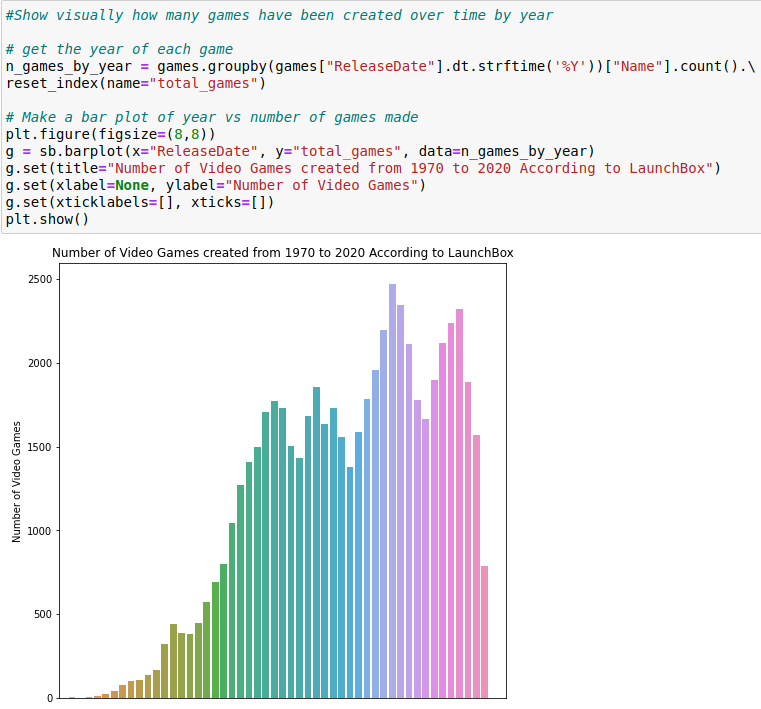 #Show visually how many games have been created over time by year
# get the year of each game
n_games_by_year = games.groupby(games["ReleaseDate"].dt.strftime('%Y'))["Name"].count().\
reset_index(name="total_games")
# Make a bar plot of year vs number of games made
plt.figure(figsize=(8,8))
g = sb.barplot(x="ReleaseDate", y="total_games", data=n_games_by_year)
g.set(title="Number of Video Games created from 1970 to 2020 According to LaunchBox")
g.set(xlabel=None, ylabel="Number of Video Games")
g.set(xticklabels=[], xticks=[])
plt.show()
Number of Video Games created from 1970 to 2020 According to LaunchBox
2500
2000
1500
1000
500
0
Number of Video Games